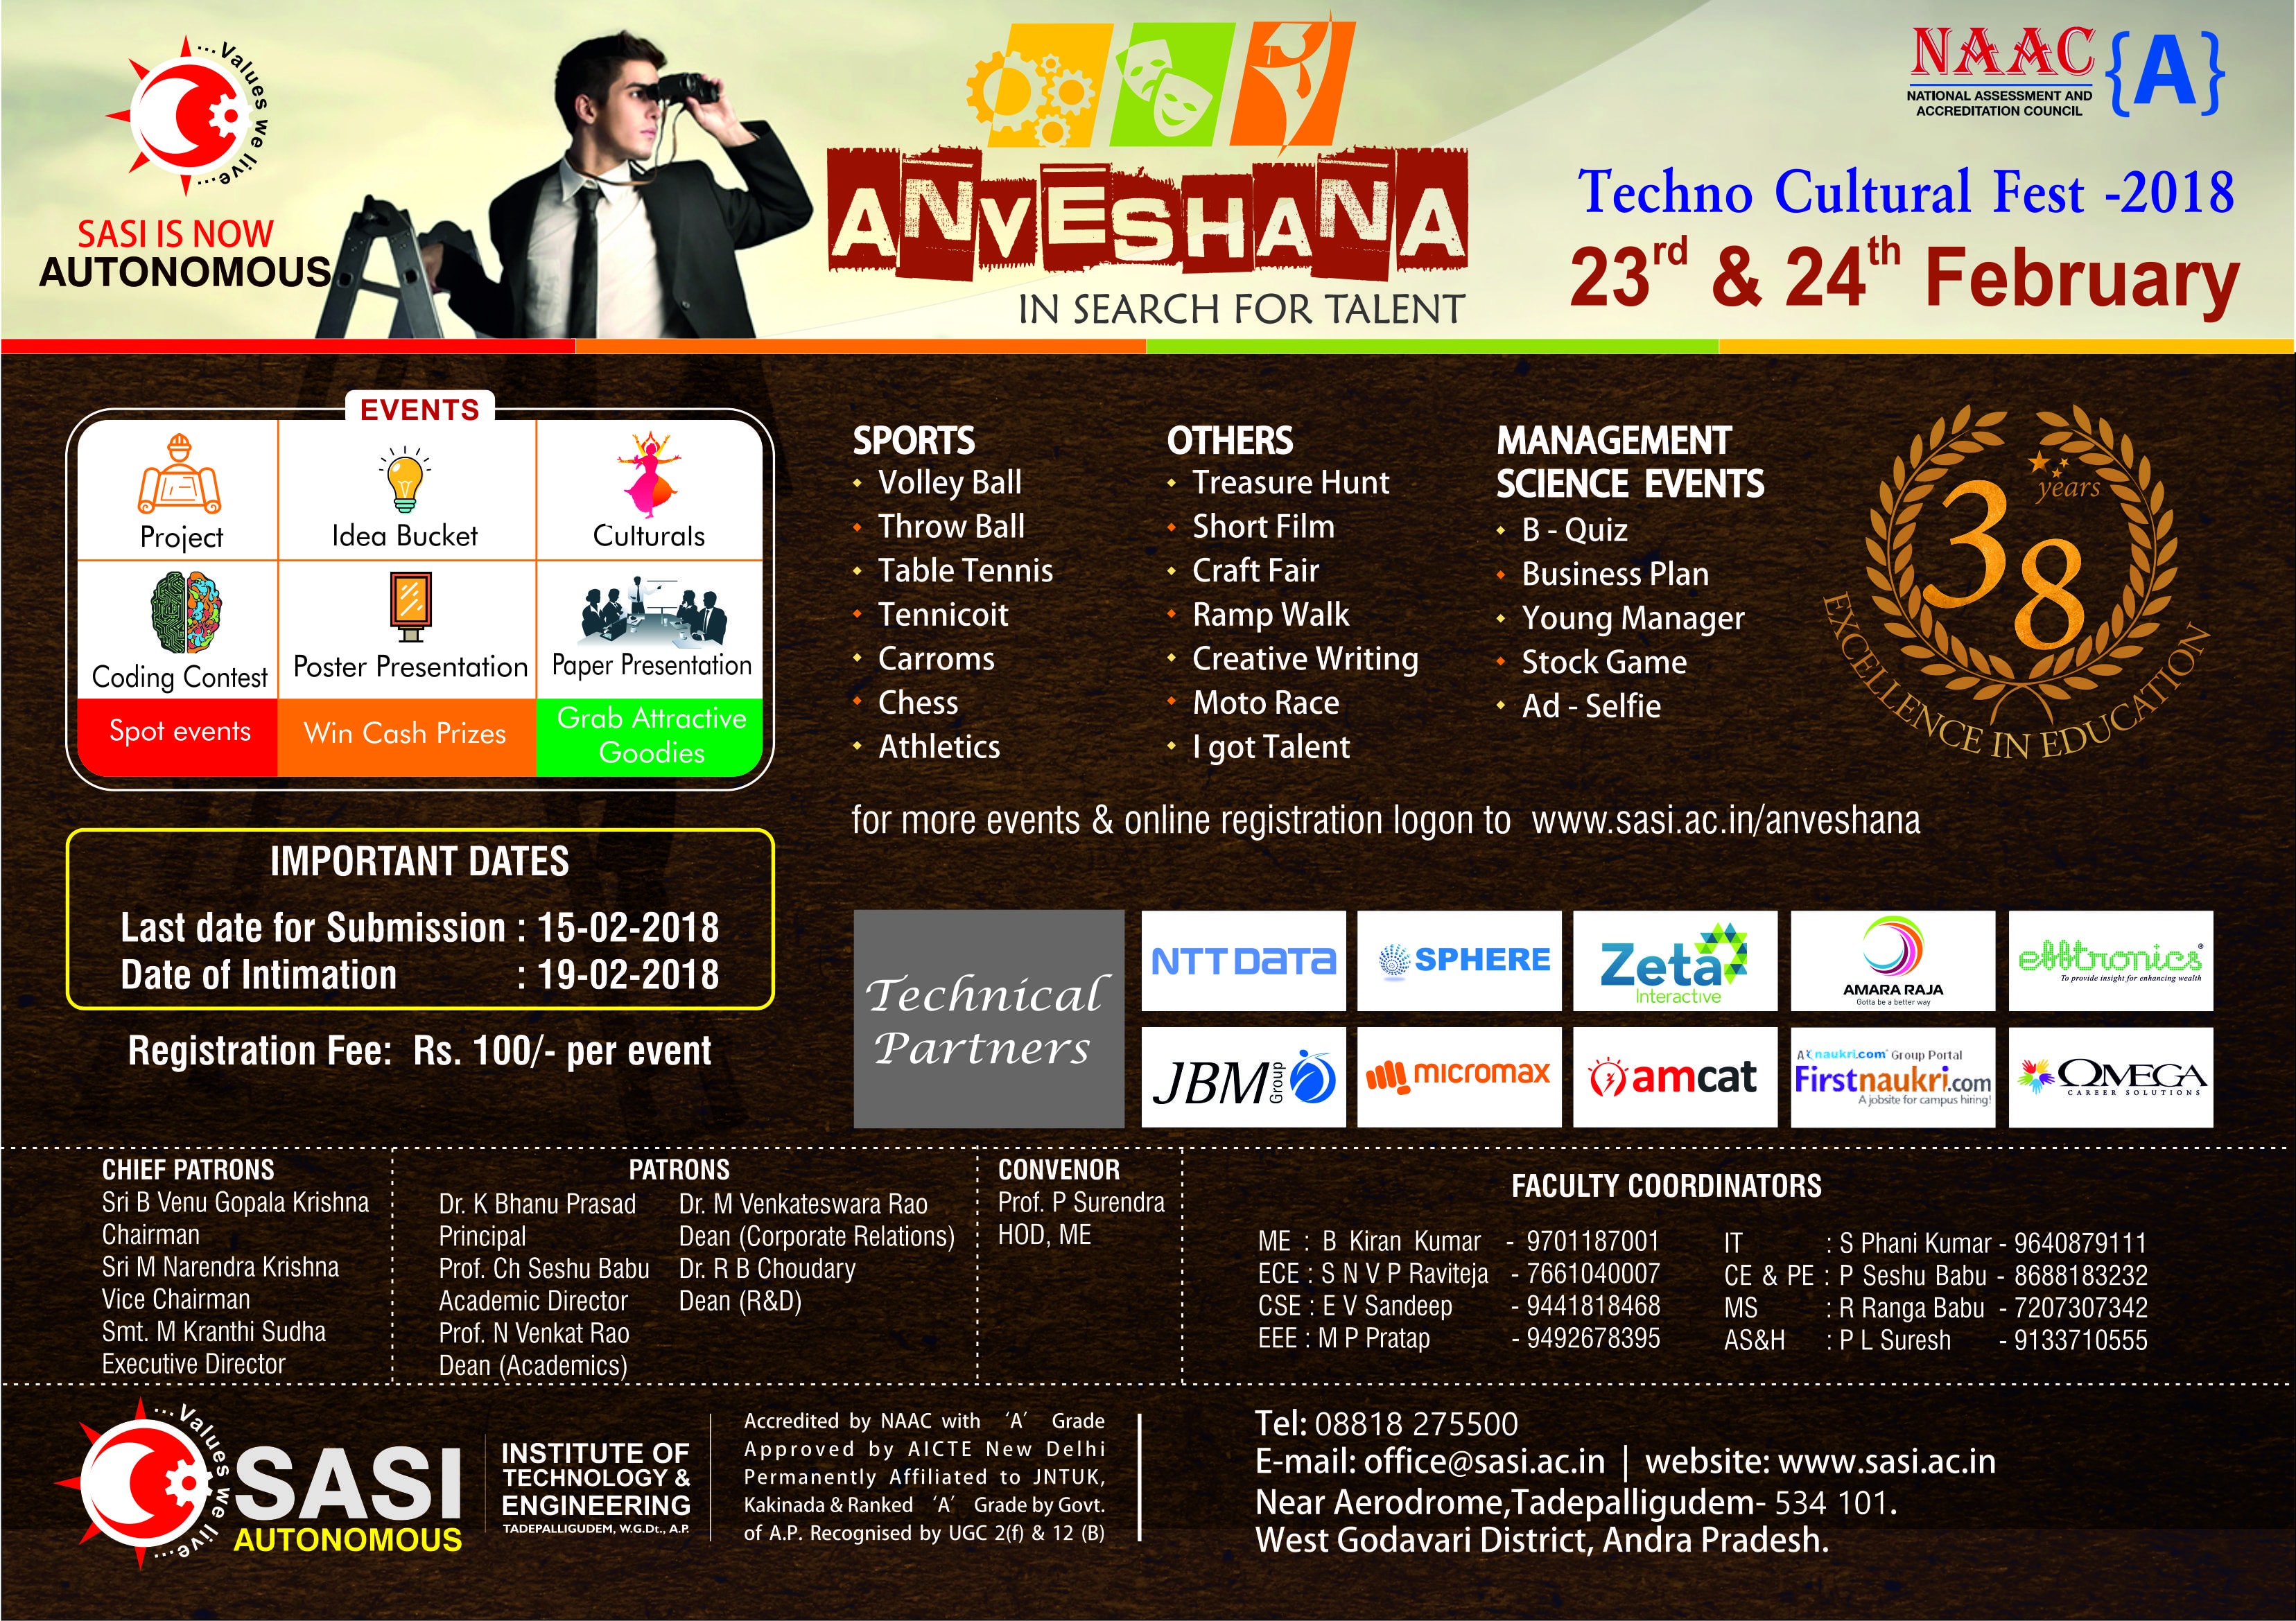 ...Values we live...
SASI IS NOW
AUTONOMOUS
ANVESHANA
IN SEARCH FOR TALENT
NAAC {A}
NATIONAL ASSESSMENT AND
ACCREDITATION COUNCIL
Techno Cultural Fest -2018
23rd & 24th February
EVENTS
Project
Idea Bucket
Culturals
Coding Contest
Poster Presentation
Paper Presentation
Spot events
Win Cash Prizes
Grab Attractive
Goodies
IMPORTANT DATES
Last date for Submission : 15-02-2018
Date of Intimation : 19-02-2018
Registration Fee: Rs. 100/- per event
SPORTS
Volley Ball
Throw Ball
Table Tennis
Tennicoit
Carroms
Chess
Athletics
OTHERS
Treasure Hunt
Short Film
Craft Fair
Ramp Walk
Creative Writing
Moto Race
I got Talent
MANAGEMENT
SCIENCE EVENTS
B - Quiz
Business Plan
Young Manager
Stock Game
Ad - Selfie
38 years
EXCELLENCE IN EDUCATION
for more events & online registration logon to www.sasi.ac.in/anveshana
Technical
Partners
NTT DATA
SPHERE
Zeta
Interactive
AMARA RAJA
Gotta be a better way
efftronics®
To provide insight for enhancing wealth
JBM Group
micromax
amcat
A naukri.com Group Portal
Firstnaukri.com
A jobsite for campus hiring!
OMEGA
CAREER SOLUTIONS
CHIEF PATRONS
Sri B Venu Gopala Krishna
Chairman
Sri M Narendra Krishna
Vice Chairman
Smt. M Kranthi Sudha
Executive Director
PATRONS
Dr. K Bhanu Prasad
Principal
Prof. Ch Seshu Babu
Academic Director
Prof. N Venkat Rao
Dean (Academics)
Dr. M Venkateswara Rao
Dean (Corporate Relations)
Dr. R B Choudary
Dean (R&D)
CONVENOR
Prof. P Surendra
HOD, ME
FACULTY COORDINATORS
ME : B Kiran Kumar - 9701187001
ECE : S N V P Raviteja - 7661040007
CSE : E V Sandeep - 9441818468
EEE : M P Pratap - 9492678395
IT : S Phani Kumar - 9640879111
CE & PE : P Seshu Babu - 8688183232
MS : R Ranga Babu - 7207307342
AS&H : P L Suresh - 9133710555
...Values we live...
SASI
AUTONOMOUS
INSTITUTE OF
TECHNOLOGY &
ENGINEERING
TADEPALLIGUDEM, W.G.Dt., A.P.
Accredited by NAAC with 'A' Grade
Approved by AICTE New Delhi
Permanently Affiliated to JNTUK,
Kakinada & Ranked 'A' Grade by Govt.
of A.P. Recognised by UGC 2(f) & 12 (B)
Tel: 08818 275500
E-mail: office@sasi.ac.in | website: www.sasi.ac.in
Near Aerodrome,Tadepalligudem- 534 101.
West Godavari District, Andra Pradesh.